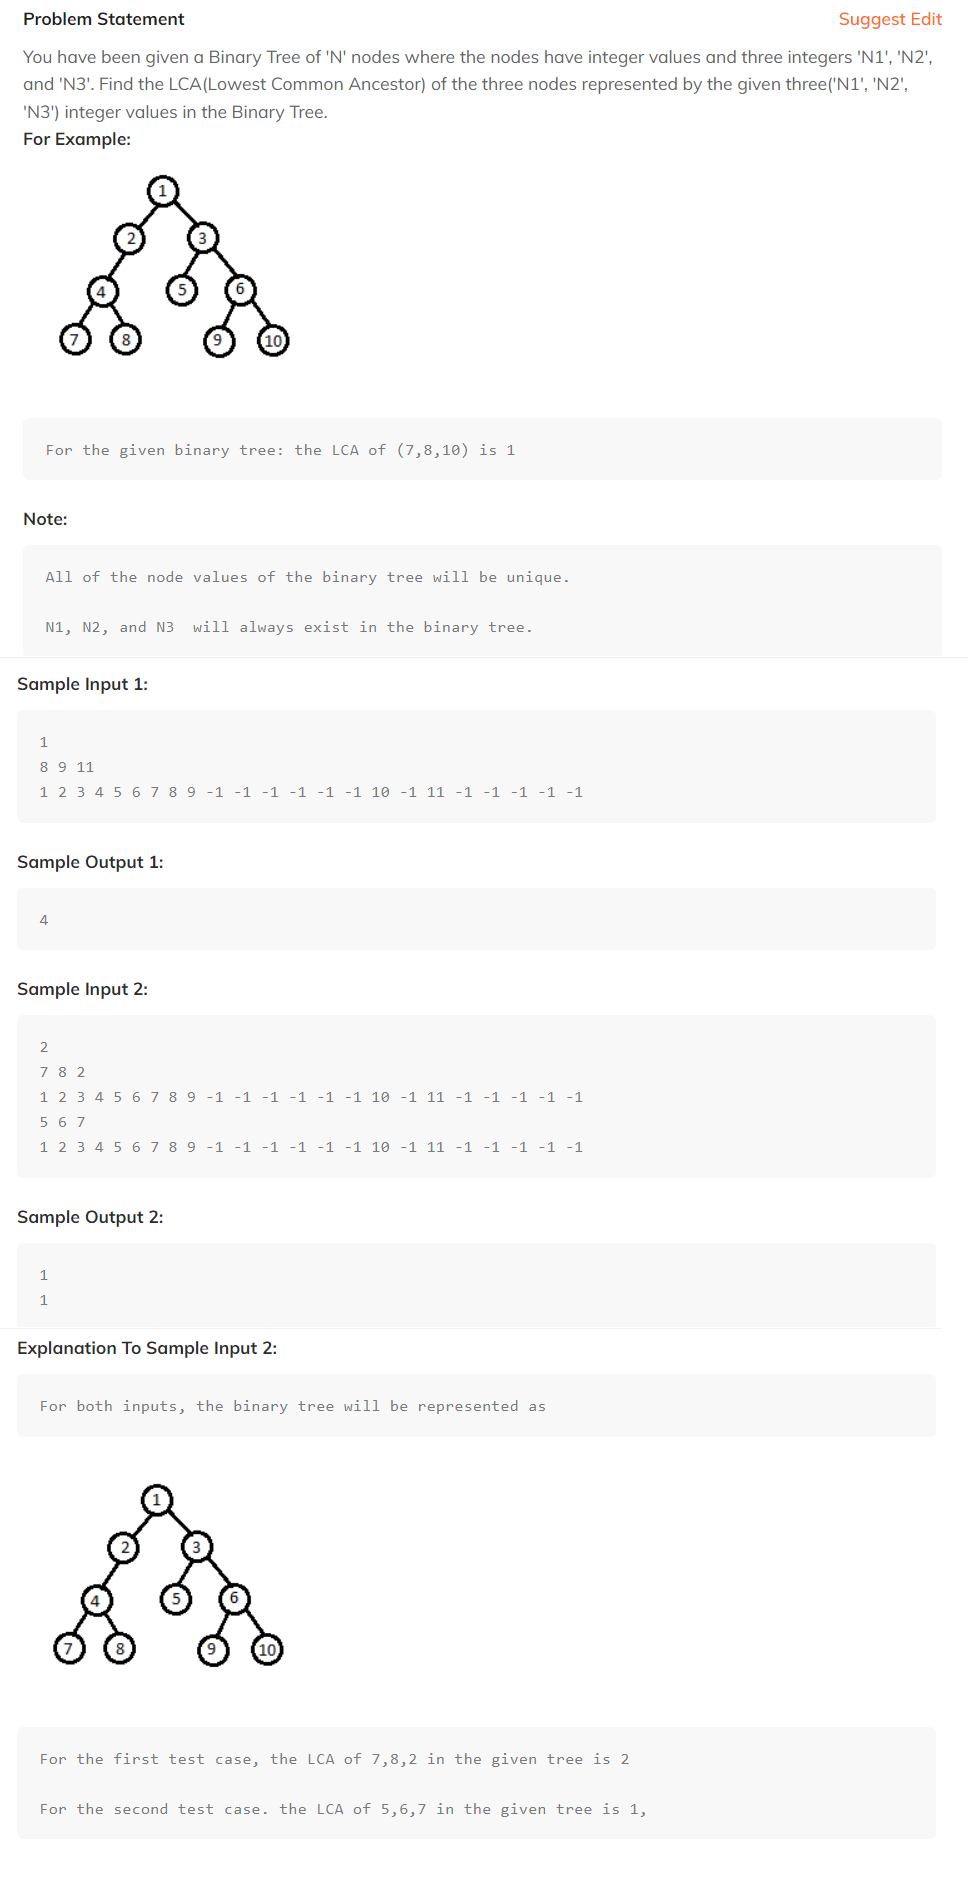 Problem Statement
Suggest Edit
You have been given a Binary Tree of 'N' nodes where the nodes have integer values and three integers 'N1', 'N2',
and 'N3'. Find the LCA(Lowest Common Ancestor) of the three nodes represented by the given three('N1', 'N2',
'N3') integer values in the Binary Tree.
For Example:
1
2 3
4 5 6
7 8 9 10
For the given binary tree: the LCA of (7,8,10) is 1
Note:
All of the node values of the binary tree will be unique.
N1, N2, and N3  will always exist in the binary tree.
Sample Input 1:
1
8 9 11
1 2 3 4 5 6 7 8 9 -1 -1 -1 -1 -1 -1 10 -1 11 -1 -1 -1 -1 -1
Sample Output 1:
4
Sample Input 2:
2
7 8 2
1 2 3 4 5 6 7 8 9 -1 -1 -1 -1 -1 -1 10 -1 11 -1 -1 -1 -1 -1
5 6 7
1 2 3 4 5 6 7 8 9 -1 -1 -1 -1 -1 -1 10 -1 11 -1 -1 -1 -1 -1
Sample Output 2:
1
1
Explanation To Sample Input 2:
For both inputs, the binary tree will be represented as
1
2 3
4 5 6
7 8 9 10
For the first test case, the LCA of 7,8,2 in the given tree is 2
For the second test case. the LCA of 5,6,7 in the given tree is 1,